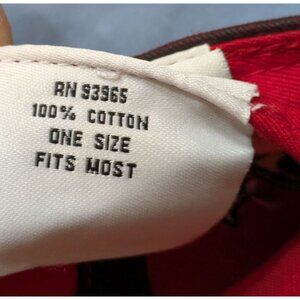 RN 93965
100% COTTON
ONE SIZE
FITS MOST